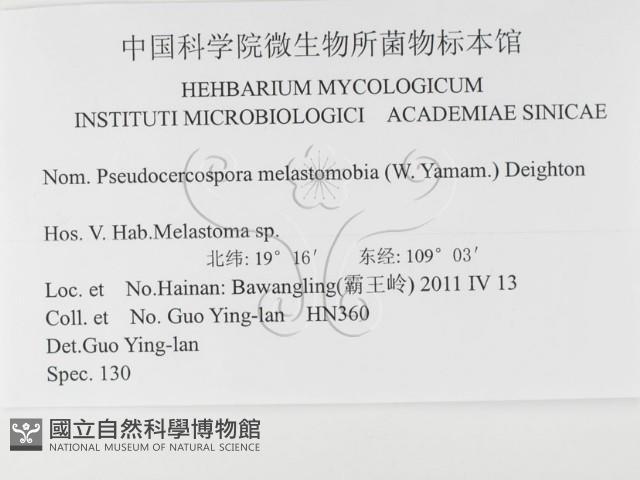 中国科学院微生物所菌物标本馆
HEHBARIUM MYCOLOGICUM
INSTITUTI MICROBIOLOGICI ACADEMIAE SINICAE
Nom. Pseudocercospora melastomobia (W. Yamam.) Deighton
Hos. V. Hab.Melastoma sp.
北纬: 19° 16′ 东经: 109° 03′
Loc. et No.Hainan: Bawangling(霸王岭) 2011 IV 13
Coll. et No. Guo Ying-lan HN360
Det.Guo Ying-lan
Spec. 130
國立自然科學博物館
NATIONAL MUSEUM OF NATURAL SCIENCE